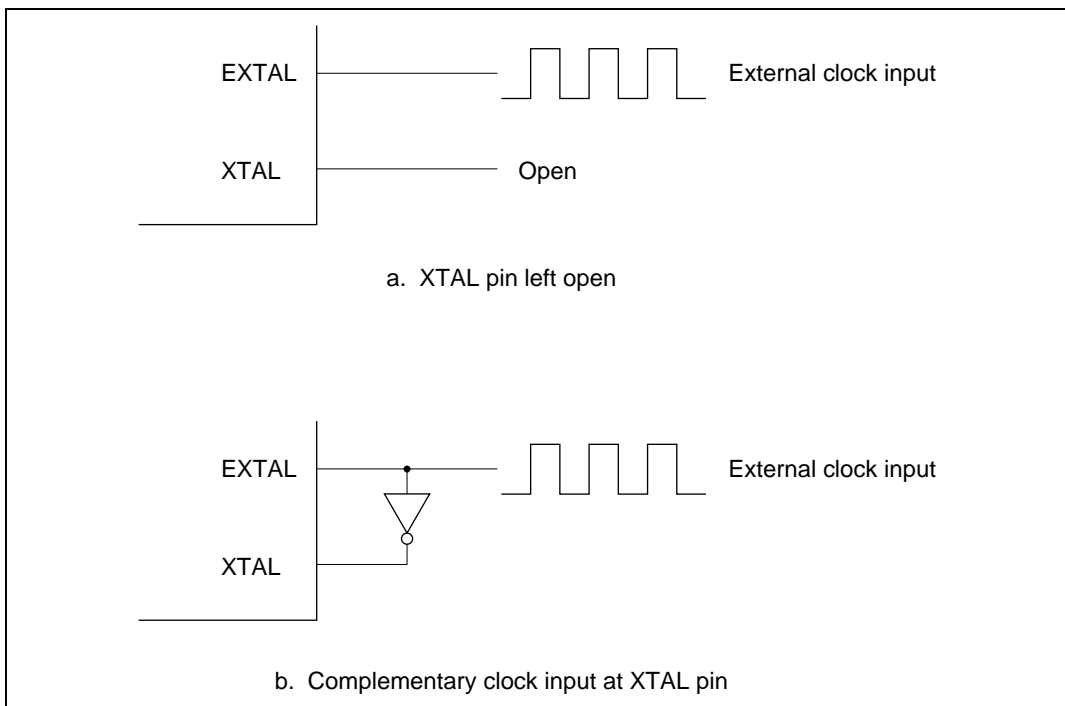 EXTAL
External clock input
XTAL
Open
a. XTAL pin left open
EXTAL
External clock input
XTAL
b. Complementary clock input at XTAL pin